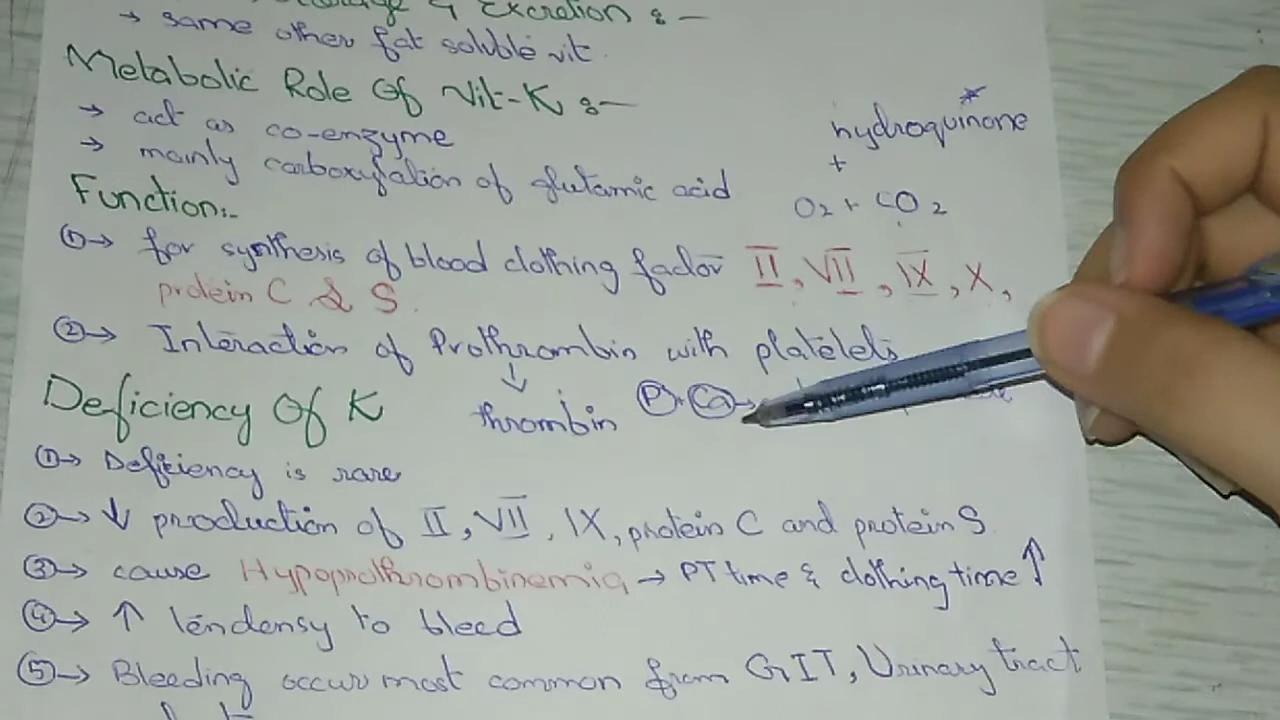 & Excretion :-
→ same other fat soluble vit.
Metabolic Role Of Vit-K :-
→ act as co-enzyme
→ mainly carboxylation of glutamic acid
hydroquinone
+
O2 + CO2
Function:-
①→ for synthesis of blood clothing factor II, VII, IX, X,
protein C & S.
②→ Interaction of Prothrombin with platelets
↓
thrombin P + Ca→
Deficiency Of K
①→ Deficiency is rare
②→ ↓ production of II, VII, IX, protein C and protein S
③→ cause Hypoprothrombinemia → PT time & clothing time ↑
④→ ↑ tendensy to bleed
⑤→ Bleeding occur most common from GIT, Urinary tract